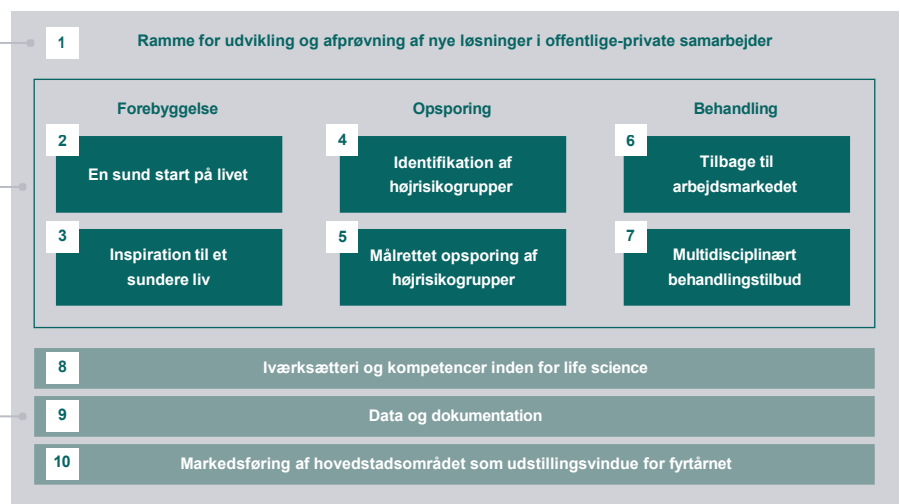 1
Ramme for udvikling og afprøvning af nye løsninger i offentlige-private samarbejder
Forebyggelse
2
En sund start på livet
3
Inspiration til et
sundere liv
Opsporing
4
Identifikation af
højrisikogrupper
5
Målrettet opsporing af
højrisikogrupper
Behandling
6
Tilbage til
arbejdsmarkedet
7
Multidisciplinært
behandlingstilbud
8
Iværksætteri og kompetencer inden for life science
9
Data og dokumentation
10
Markedsføring af hovedstadsområdet som udstillingsvindue for fyrtårnet